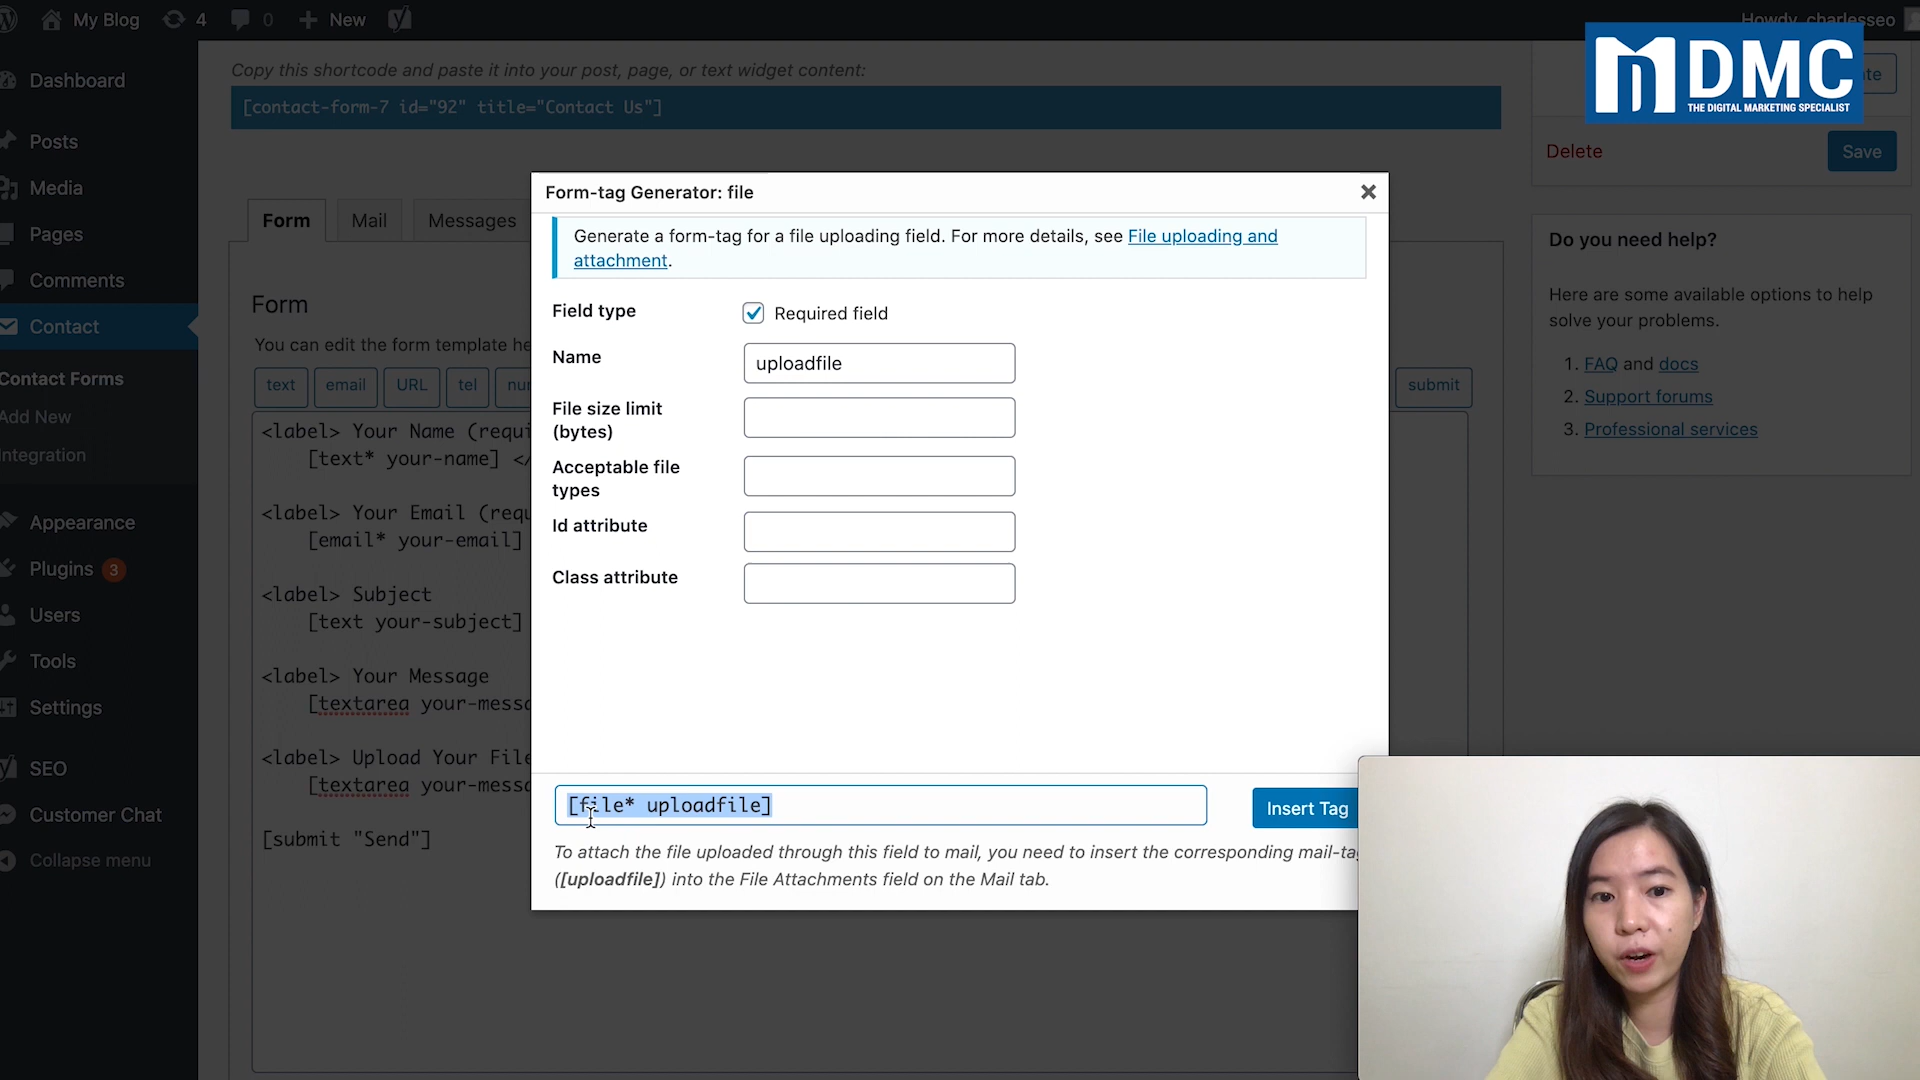 My Blog
4
0
New
Howdy, charlesseo
Dashboard
Posts
Media
Pages
Comments
Contact
Contact Forms
Add New
Integration
Appearance
Plugins 3
Users
Tools
Settings
SEO
Customer Chat
Collapse menu
Copy this shortcode and paste it into your post, page, or text widget content:
[contact-form-7 id="92" title="Contact Us"]
Form
Mail
Messages
Form
You can edit the form template
text
email
URL
tel
submit
<label> Your Name
[text* your-name]
<label> Your Email
[email* your-email]
<label> Subject
[text your-subject]
<label> Your Message
[textarea
<label> Upload Your
[textarea
[submit "Send"]
Form-tag Generator: file
Generate a form-tag for a file uploading field. For more details, see File uploading and
attachment.
Field type
Required field
Name
uploadfile
File size limit
(bytes)
Acceptable file
types
Id attribute
Class attribute
[file* uploadfile]
Insert Tag
To attach the file uploaded through this field to mail, you need to insert the corresponding
([uploadfile]) into the File Attachments field on the Mail tab.
DMC
THE DIGITAL MARKETING SPECIALIST
Delete
Save
Do you need help?
Here are some available options to help
solve your problems.
1. FAQ and docs
2. Support forums
3. Professional services